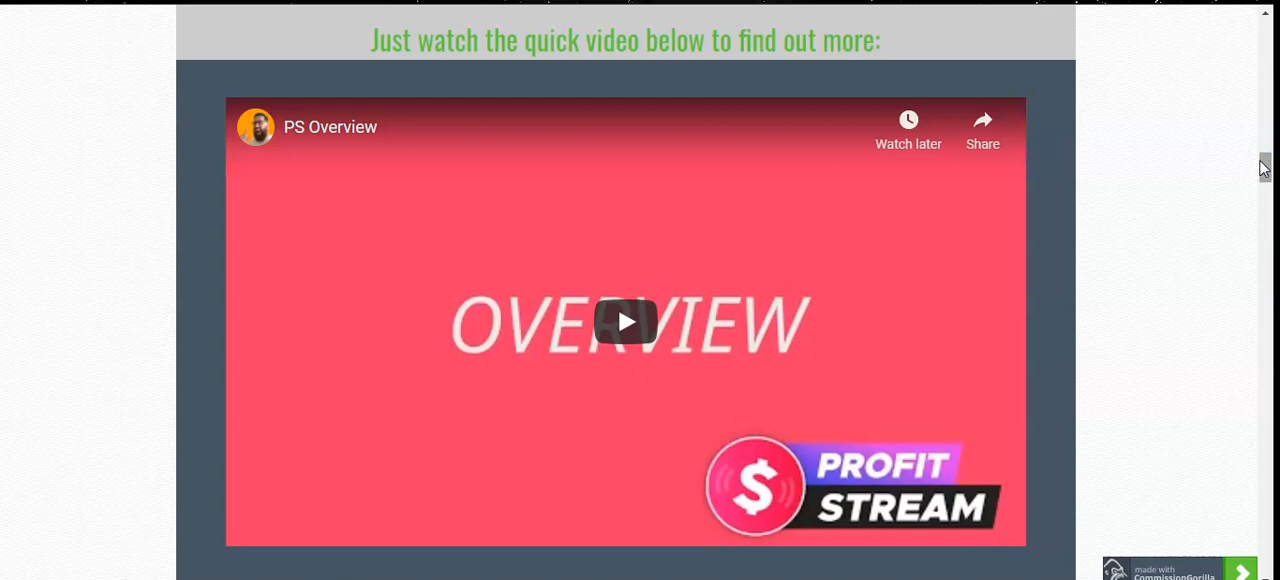 Just watch the quick video below to find out more:
PS Overview
Watch later
Share
OVERVIEW
PROFIT
STREAM
made with
CommissionGorilla